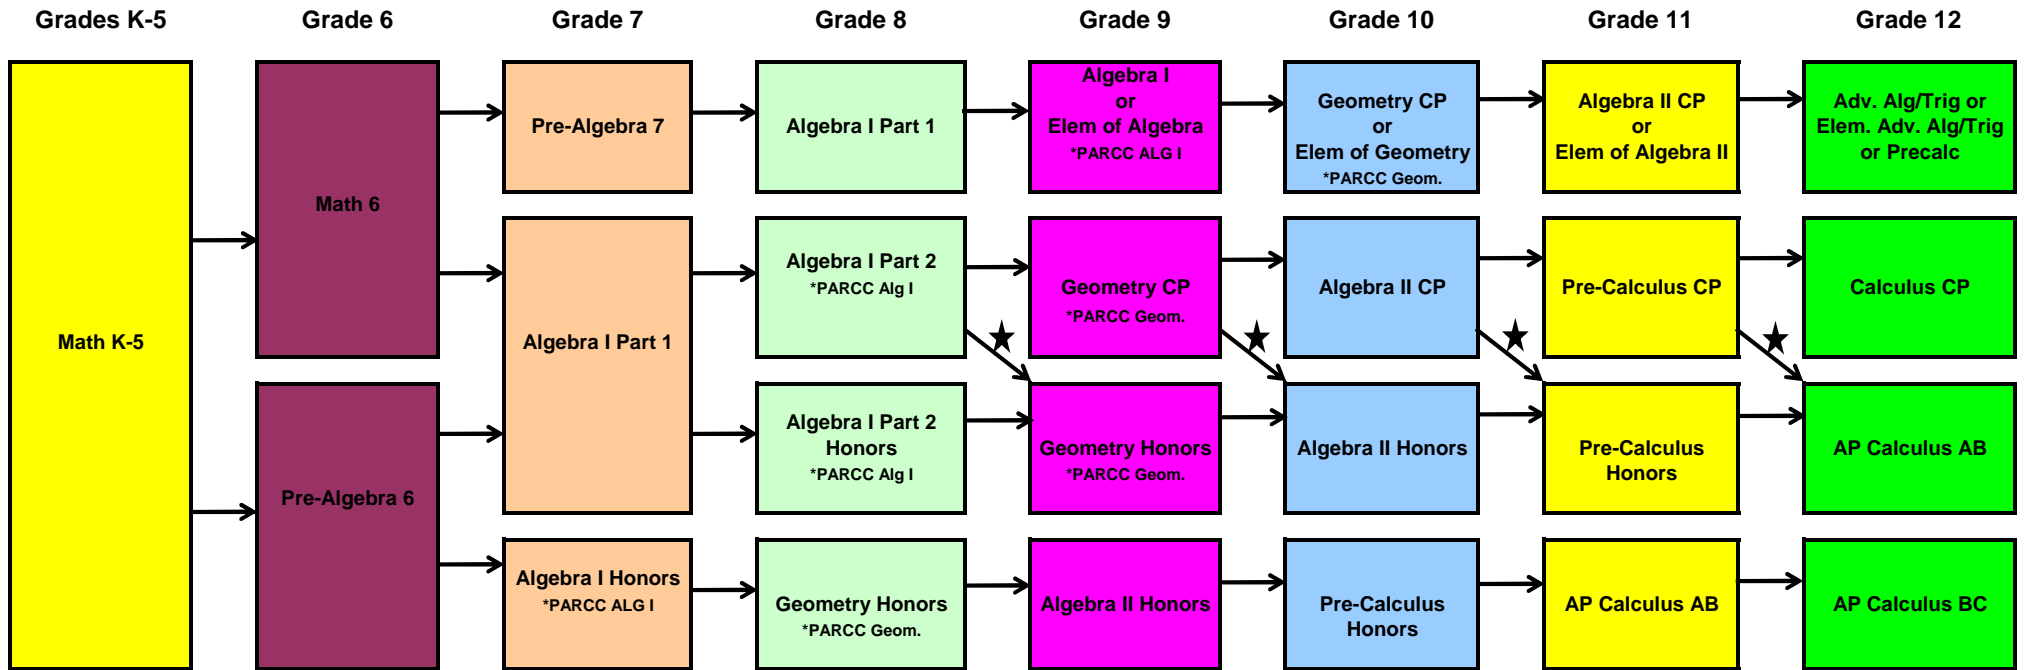 Grades K-5
Grade 6
Grade 7
Grade 8
Grade 9
Grade 10
Grade 11
Grade 12
Math K-5
Math 6
Pre-Algebra 6
Pre-Algebra 7
Algebra I Part 1
Algebra I Honors
*PARCC ALG I
Algebra I Part 1
Algebra I Part 2
*PARCC Alg I
Algebra I Part 2
Honors
*PARCC Alg I
Geometry Honors
*PARCC Geom.
Algebra I
or
Elem of Algebra
*PARCC ALG I
Geometry CP
*PARCC Geom.
Geometry Honors
*PARCC Geom.
Algebra II Honors
Geometry CP
or
Elem of Geometry
*PARCC Geom.
Algebra II CP
Algebra II Honors
Pre-Calculus
Honors
Algebra II CP
or
Elem of Algebra II
Pre-Calculus CP
Pre-Calculus
Honors
AP Calculus AB
Adv. Alg/Trig or
Elem. Adv. Alg/Trig
or Precalc
Calculus CP
AP Calculus AB
AP Calculus BC